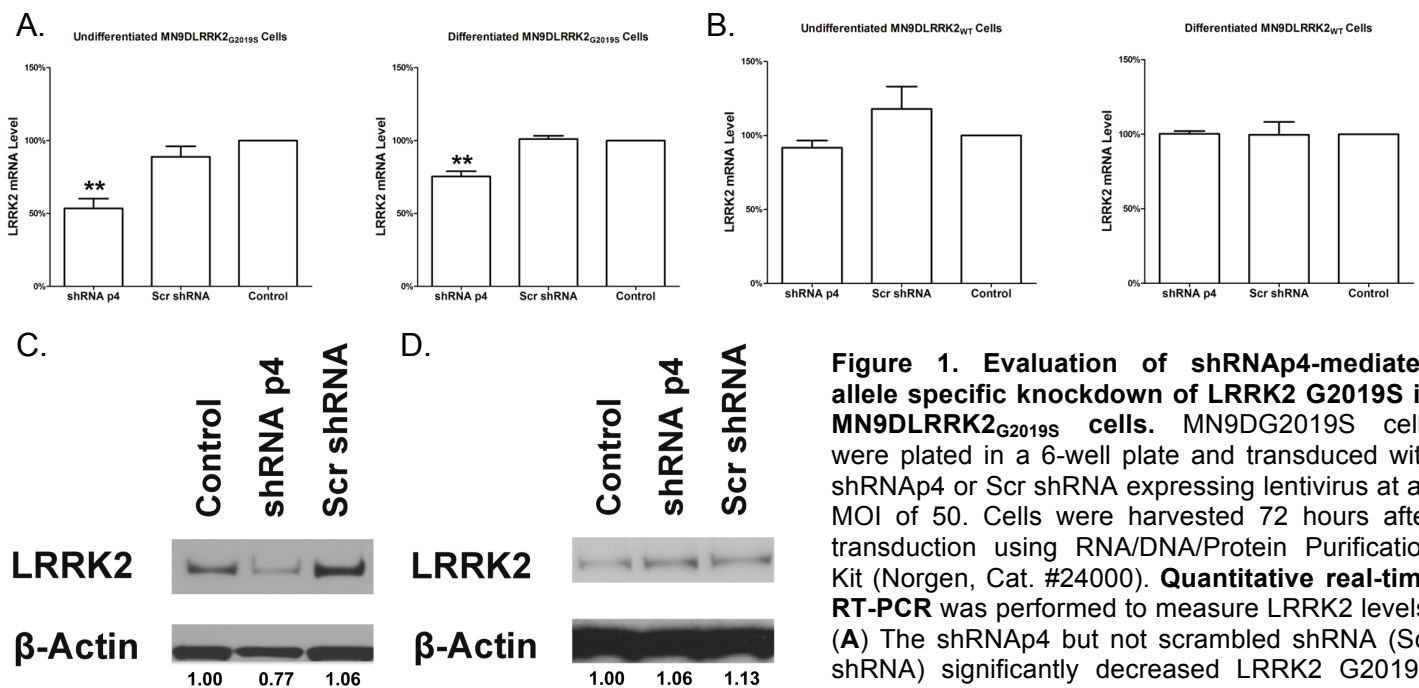 A.
Undifferentiated MN9DLRRK2G2019S Cells
LRRK2 mRNA Level
150%
100%
50%
0%
**
shRNA p4 Scr shRNA Control
Differentiated MN9DLRRK2G2019S Cells
LRRK2 mRNA Level
150%
100%
50%
0%
**
shRNA p4 Scr shRNA Control
B.
Undifferentiated MN9DLRRK2WT Cells
LRRK2 mRNA Level
150%
100%
50%
0%
shRNA p4 Scr shRNA Control
Differentiated MN9DLRRK2WT Cells
LRRK2 mRNA Level
150%
100%
50%
0%
shRNA p4 Scr shRNA Control
C.
Control
shRNA p4
Scr shRNA
LRRK2
β-Actin
1.00 0.77 1.06
D.
Control
shRNA p4
Scr shRNA
LRRK2
β-Actin
1.00 1.06 1.13
Figure 1. Evaluation of shRNAp4-mediate
allele specific knockdown of LRRK2 G2019S i
MN9DLRRK2G2019S cells. MN9DG2019S cell
were plated in a 6-well plate and transduced wit
shRNAp4 or Scr shRNA expressing lentivirus at a
MOI of 50. Cells were harvested 72 hours afte
transduction using RNA/DNA/Protein Purificatio
Kit (Norgen, Cat. #24000). Quantitative real-tim
RT-PCR was performed to measure LRRK2 levels
(A) The shRNAp4 but not scrambled shRNA (Sc
shRNA) significantly decreased LRRK2 G2019